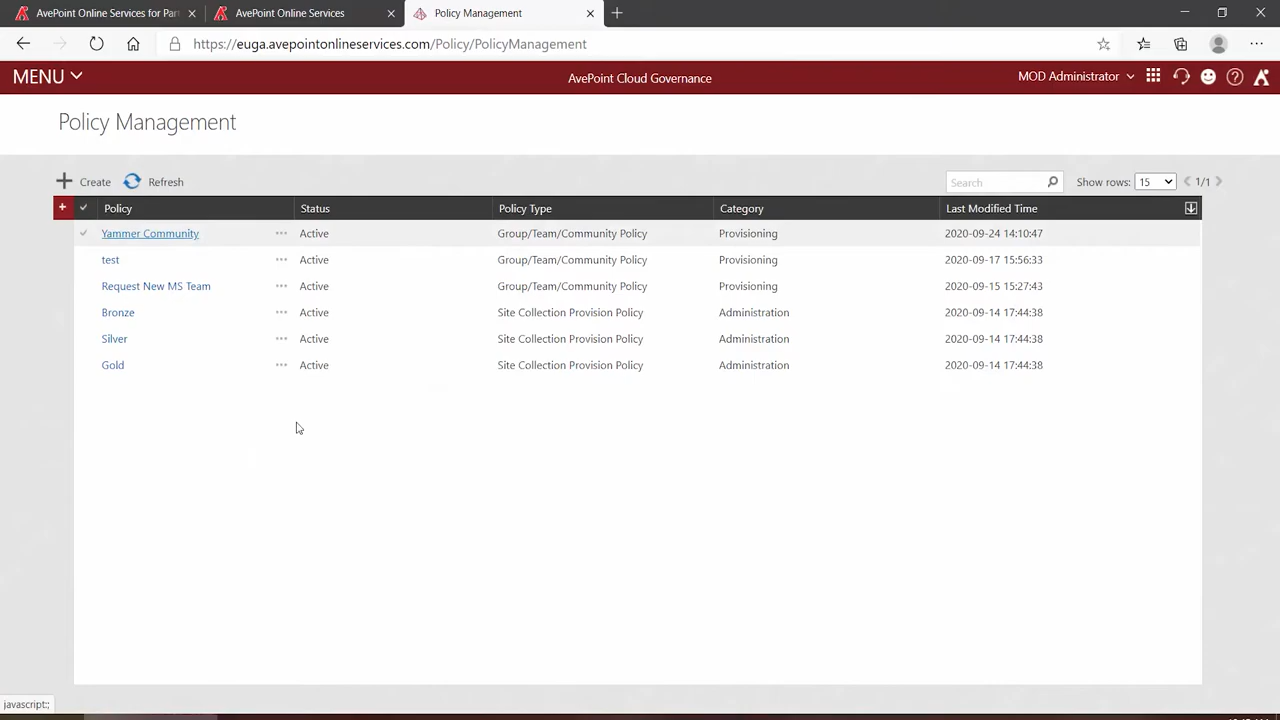 AvePoint Online Services for Part
AvePoint Online Services
Policy Management
https://euga.avepointonlineservices.com/Policy/PolicyManagement
MENU
AvePoint Cloud Governance
MOD Administrator
Policy Management
Create
Refresh
Search
Show rows: 15 1/1
Policy Status Policy Type Category Last Modified Time
Yammer Community Active Group/Team/Community Policy Provisioning 2020-09-24 14:10:47
test Active Group/Team/Community Policy Provisioning 2020-09-17 15:56:33
Request New MS Team Active Group/Team/Community Policy Provisioning 2020-09-15 15:27:43
Bronze Active Site Collection Provision Policy Administration 2020-09-14 17:44:38
Silver Active Site Collection Provision Policy Administration 2020-09-14 17:44:38
Gold Active Site Collection Provision Policy Administration 2020-09-14 17:44:38
javascript:;